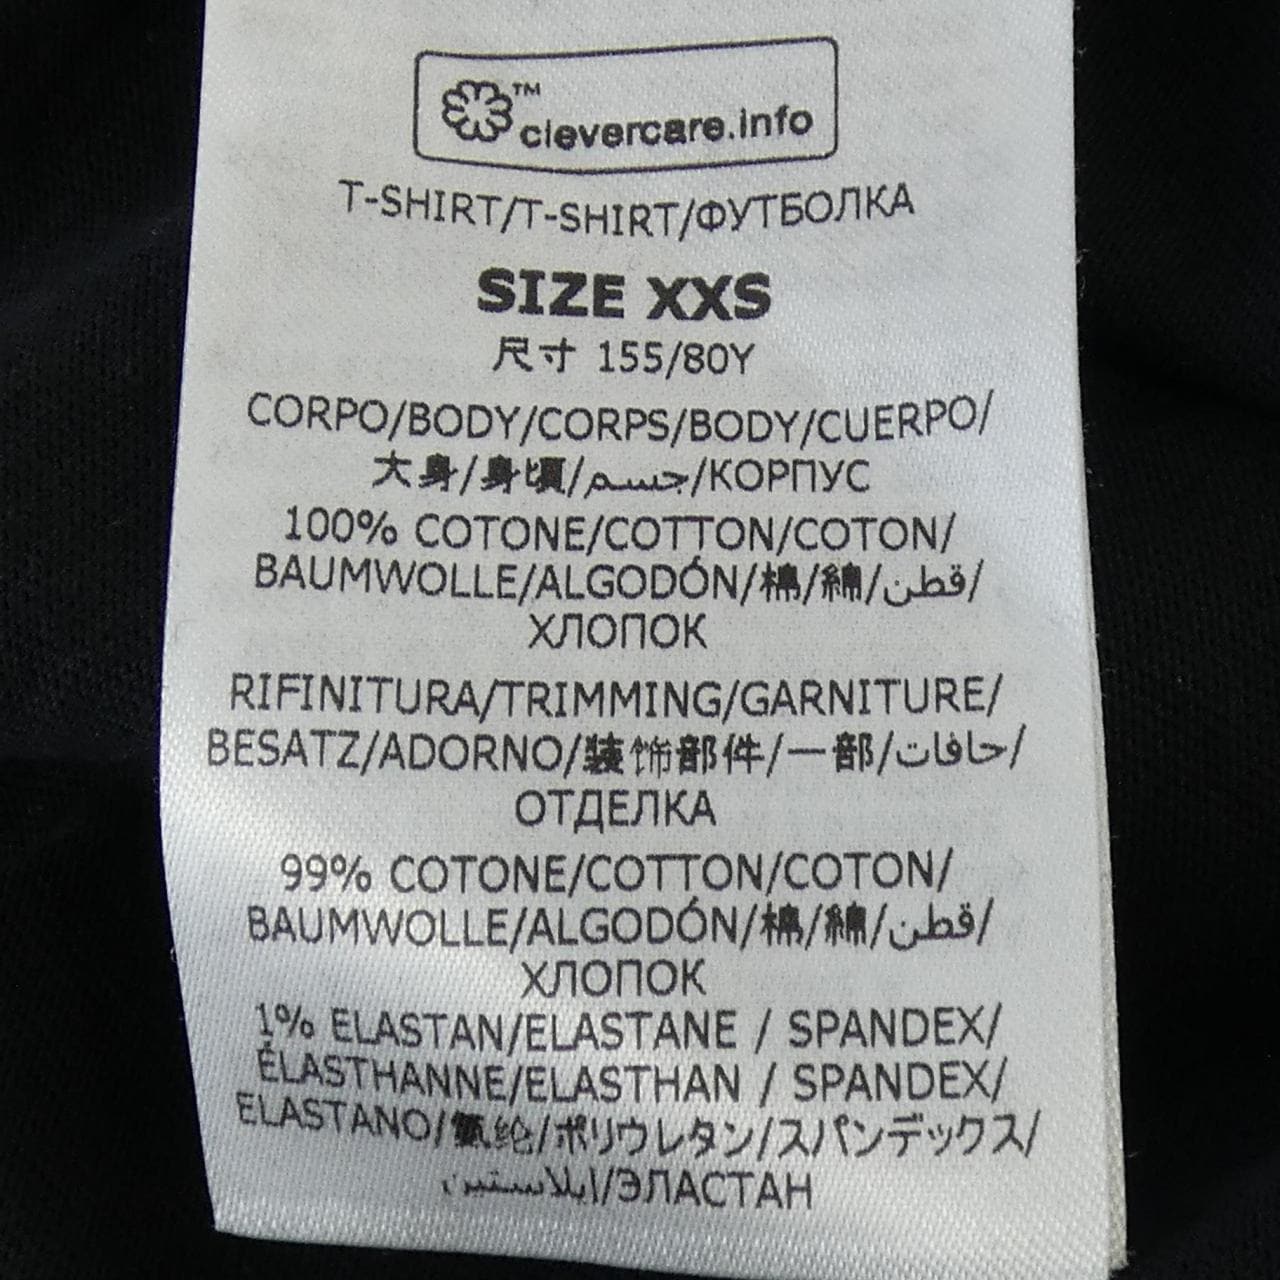 ™ clevercare.info
T-SHIRT/T-SHIRT/ФУТБОЛКА
SIZE XXS
尺寸 155/80Y
CORPO/BODY/CORPS/BODY/CUERPO/
大身/身頃/جسم/КОРПУС
100% COTONE/COTTON/COTON/
BAUMWOLLE/ALGODÓN/棉/綿/قطن/
ХЛОПОК
RIFINITURA/TRIMMING/GARNITURE/
BESATZ/ADORNO/装饰部件/一部/حافات/
ОТДЕЛКА
99% COTONE/COTTON/COTON/
BAUMWOLLE/ALGODÓN/棉/綿/قطن/
ХЛОПОК
1% ELASTAN/ELASTANE / SPANDEX/
ÉLASTHANNE/ELASTHAN / SPANDEX/
ELASTANO/氨纶/ポリウレタン/スパンデックス/
ايلاستين/ЭЛАСТАН